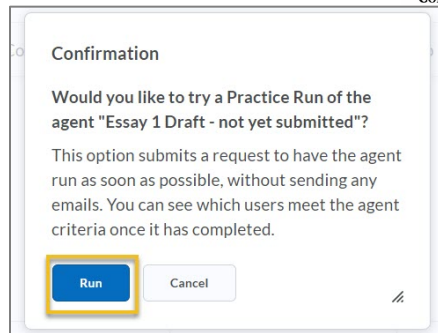 Confirmation
Would you like to try a Practice Run of the
agent "Essay 1 Draft - not yet submitted"?
This option submits a request to have the agent
run as soon as possible, without sending any
emails. You can see which users meet the agent
criteria once it has completed.
Run
Cancel